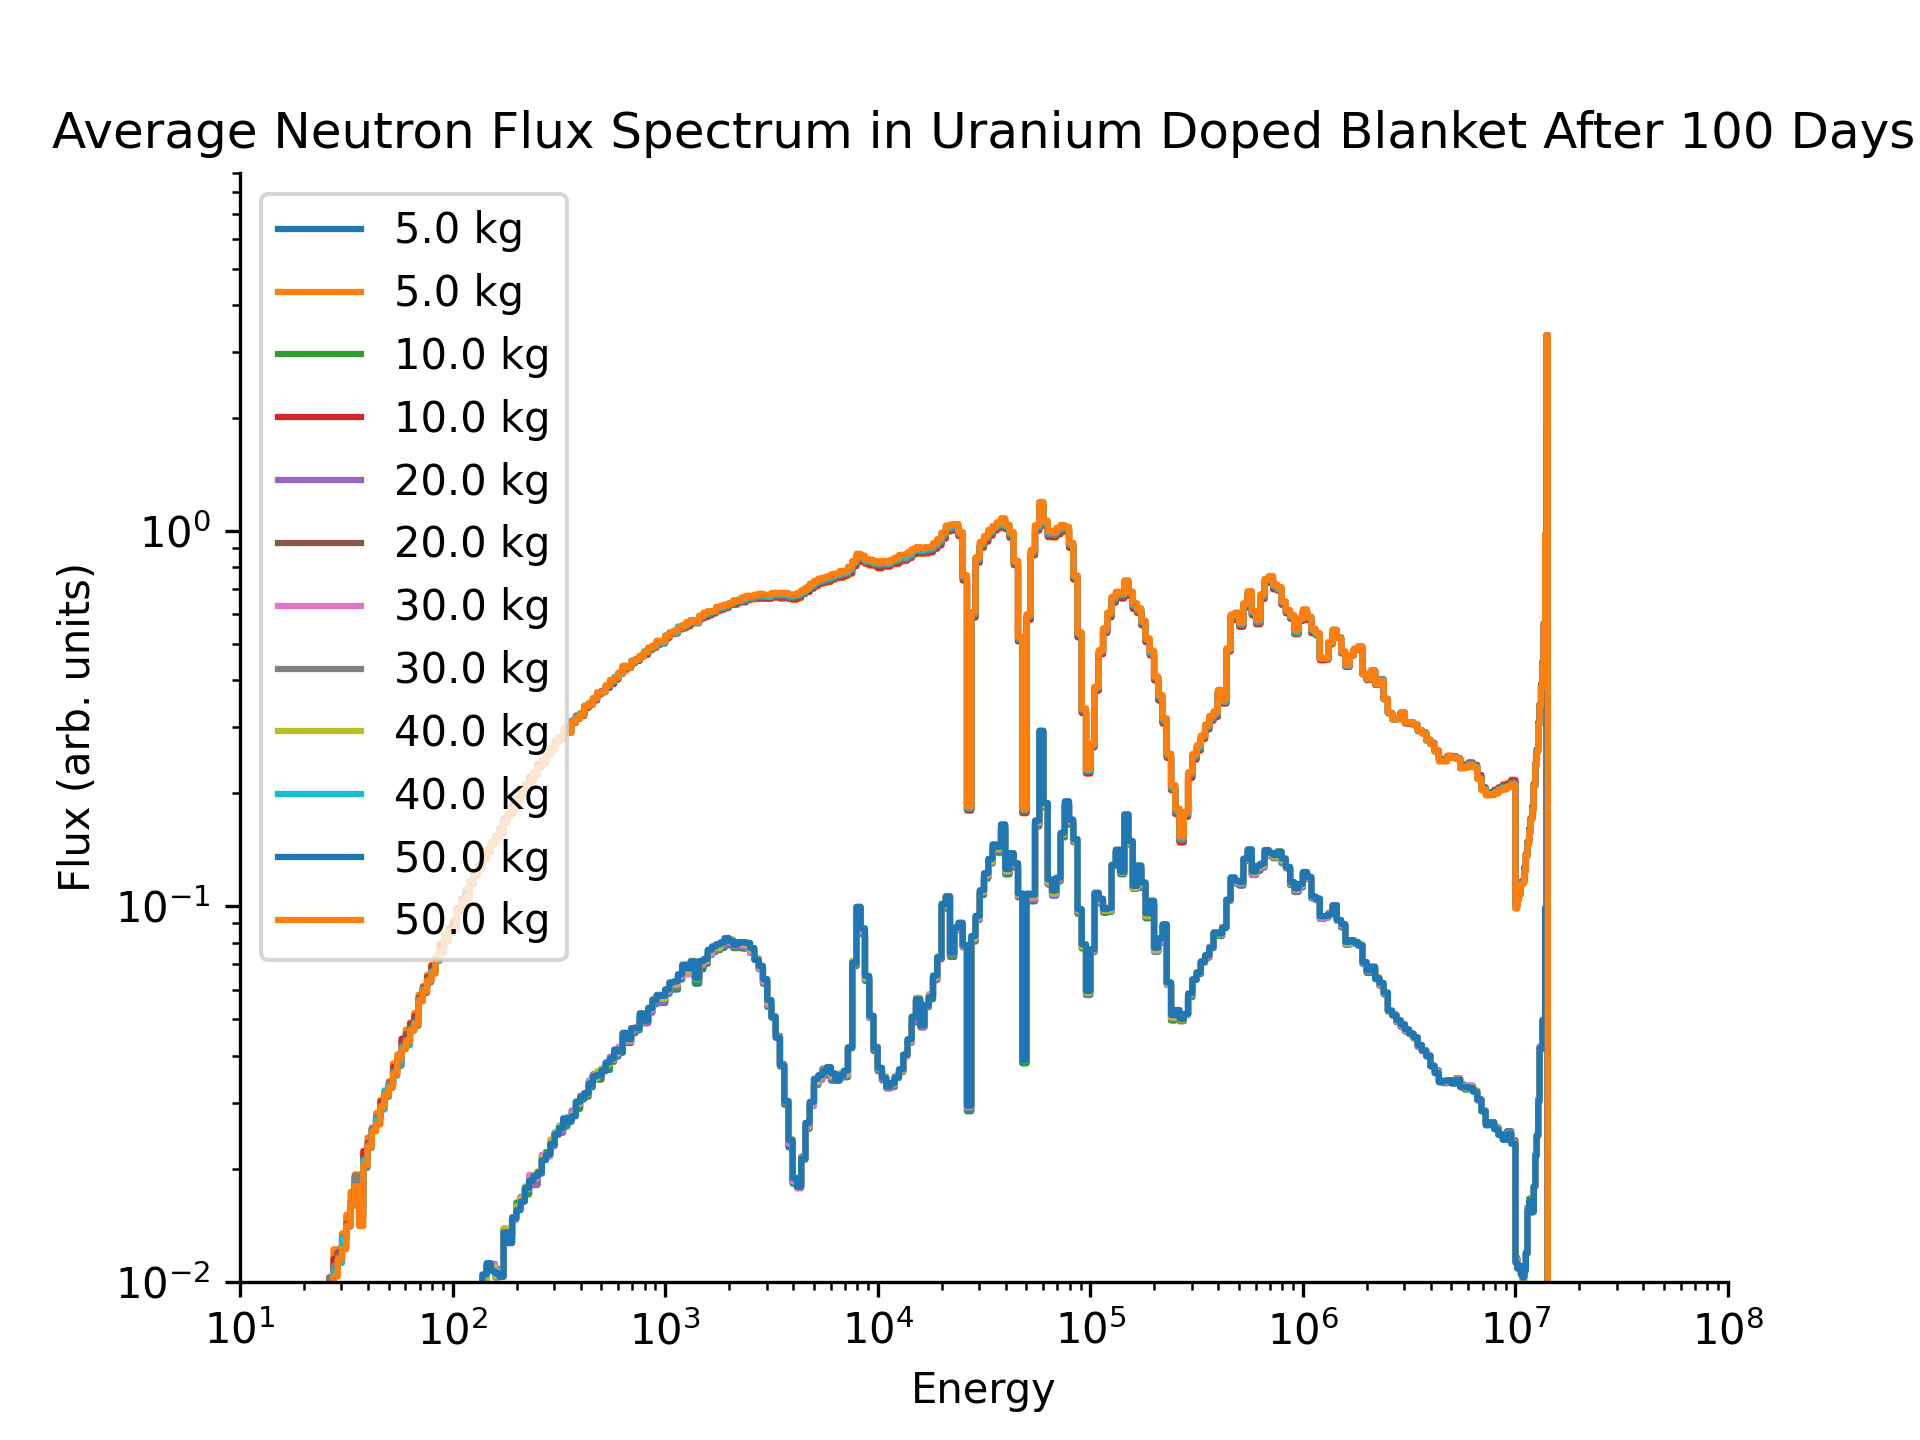 Average Neutron Flux Spectrum in Uranium Doped Blanket After 100 Days
5.0 kg
5.0 kg
10.0 kg
10.0 kg
20.0 kg
20.0 kg
30.0 kg
30.0 kg
40.0 kg
40.0 kg
50.0 kg
50.0 kg
Flux (arb. units)
10⁰
10⁻¹
10⁻²
10¹ 10² 10³ 10⁴ 10⁵ 10⁶ 10⁷ 10⁸
Energy